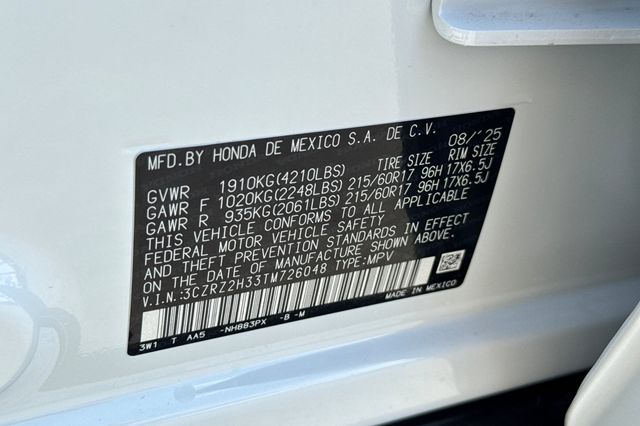 MFD.BY HONDA DE MEXICO S.A. DE C.V. 08/'25
TIRE SIZE RIM SIZE
GVWR 1910KG(4210LBS)
GAWR F 1020KG(2248LBS) 215/60R17 96H 17X6.5J
GAWR R 935KG(2061LBS) 215/60R17 96H 17X6.5J
THIS VEHICLE CONFORMS TO ALL APPLICABLE
FEDERAL MOTOR VEHICLE SAFETY
AND THEFT PREVENTION STANDARDS IN EFFECT
ON THE DATE OF MANUFACTURE SHOWN ABOVE.
V.I.N.:3CZRZ2H33TM726048 TYPE:MPV
MADE IN MEXICO
3W1 T AA5 -NH883PX -B -M